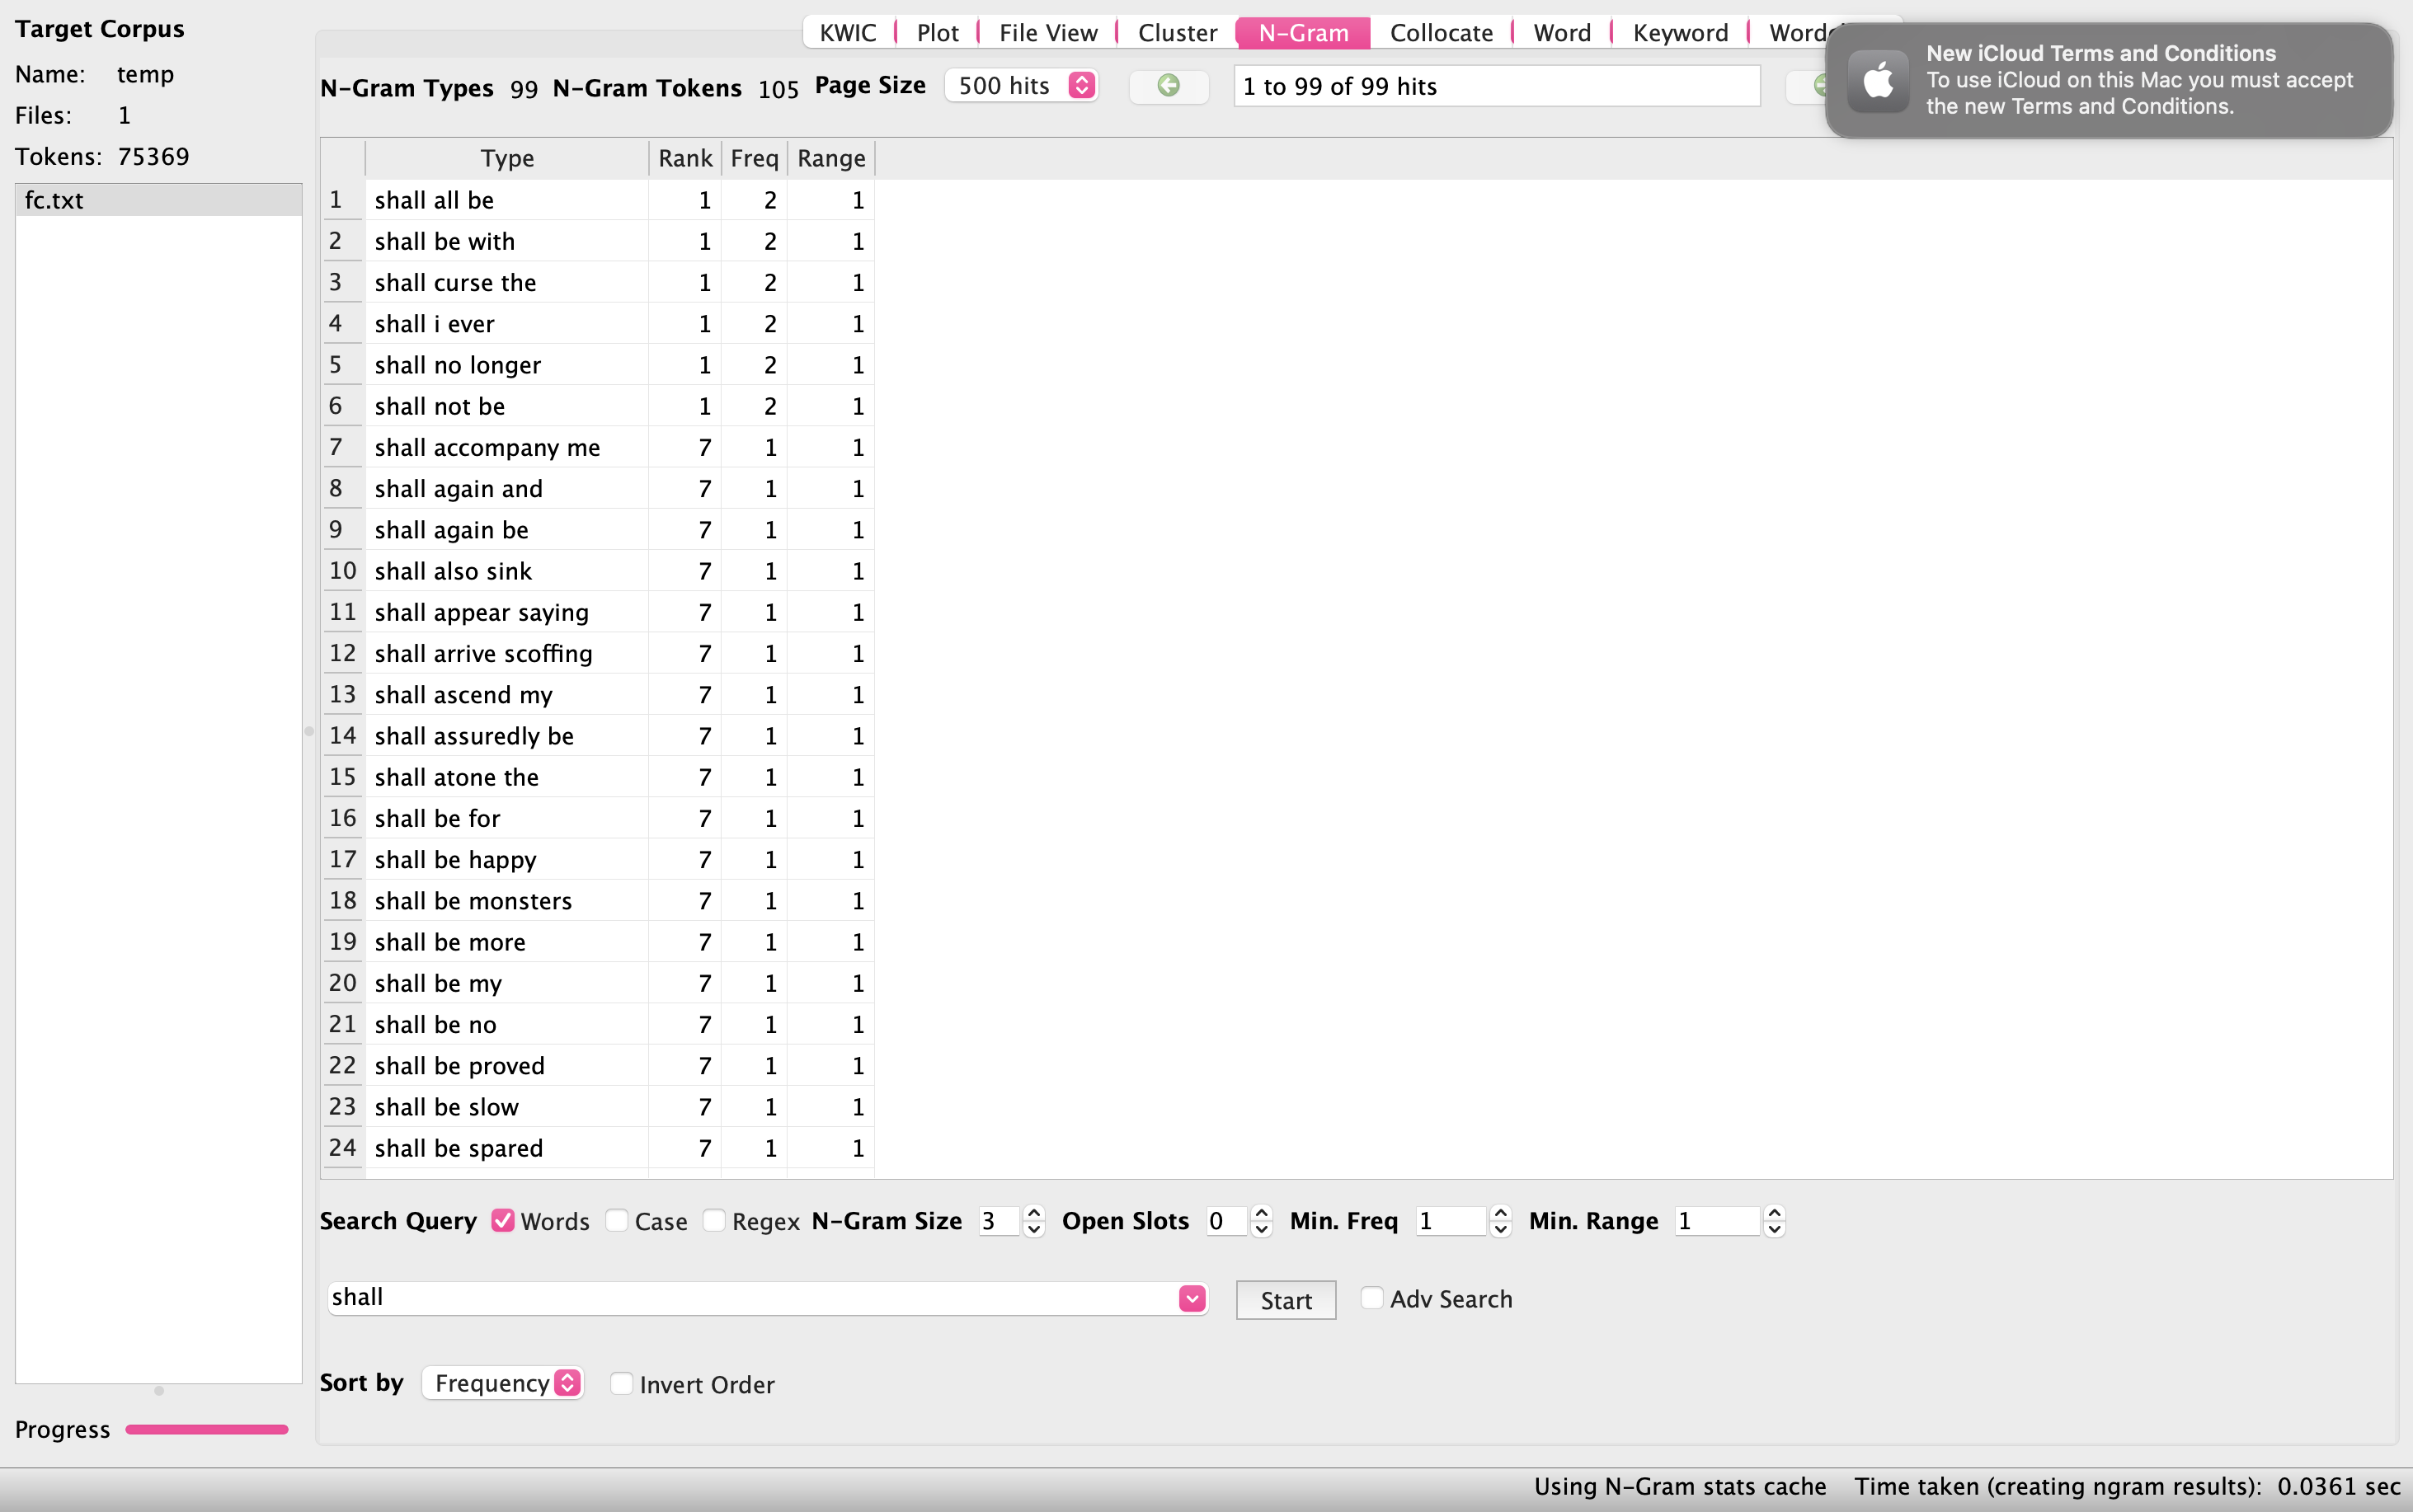 Target Corpus
Name: temp
Files: 1
Tokens: 75369
fc.txt
Progress
KWIC Plot File View Cluster N-Gram Collocate Word Keyword
New iCloud Terms and Conditions
To use iCloud on this Mac you must accept
the new Terms and Conditions.
N-Gram Types 99 N-Gram Tokens 105 Page Size 500 hits 1 to 99 of 99 hits
Type Rank Freq Range
1 shall all be 1 2 1
2 shall be with 1 2 1
3 shall curse the 1 2 1
4 shall i ever 1 2 1
5 shall no longer 1 2 1
6 shall not be 1 2 1
7 shall accompany me 7 1 1
8 shall again and 7 1 1
9 shall again be 7 1 1
10 shall also sink 7 1 1
11 shall appear saying 7 1 1
12 shall arrive scoffing 7 1 1
13 shall ascend my 7 1 1
14 shall assuredly be 7 1 1
15 shall atone the 7 1 1
16 shall be for 7 1 1
17 shall be happy 7 1 1
18 shall be monsters 7 1 1
19 shall be more 7 1 1
20 shall be my 7 1 1
21 shall be no 7 1 1
22 shall be proved 7 1 1
23 shall be slow 7 1 1
24 shall be spared 7 1 1
Search Query Words Case Regex N-Gram Size 3 Open Slots 0 Min. Freq 1 Min. Range 1
shall Start Adv Search
Sort by Frequency Invert Order
Using N-Gram stats cache Time taken (creating ngram results): 0.0361 sec